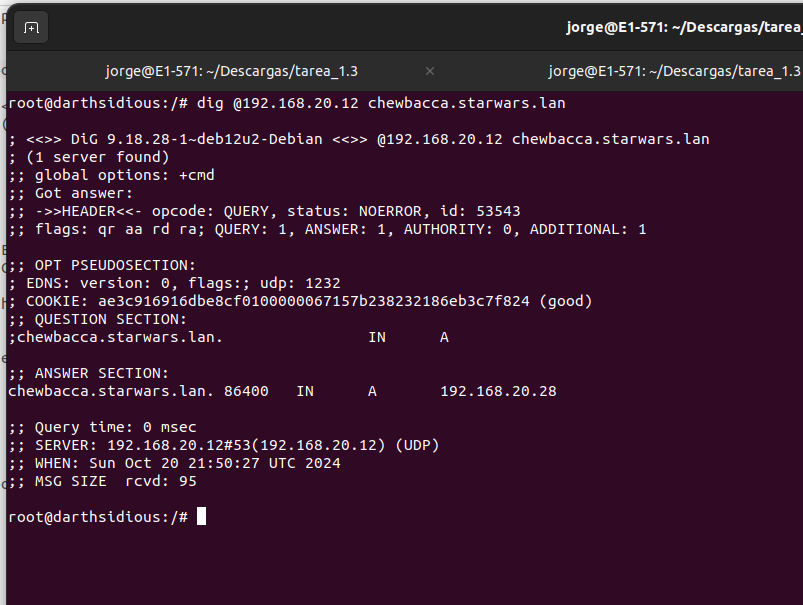 jorge@E1-571: ~/Descargas/tarea_
jorge@E1-571: ~/Descargas/tarea_1.3 × jorge@E1-571: ~/Descargas/tarea_1.3
root@darthsidious:/# dig @192.168.20.12 chewbacca.starwars.lan
; <<>> DiG 9.18.28-1~deb12u2-Debian <<>> @192.168.20.12 chewbacca.starwars.lan
; (1 server found)
;; global options: +cmd
;; Got answer:
;; ->>HEADER<<- opcode: QUERY, status: NOERROR, id: 53543
;; flags: qr aa rd ra; QUERY: 1, ANSWER: 1, AUTHORITY: 0, ADDITIONAL: 1
;; OPT PSEUDOSECTION:
; EDNS: version: 0, flags:; udp: 1232
; COOKIE: ae3c916916dbe8cf0100000067157b238232186eb3c7f824 (good)
;; QUESTION SECTION:
;chewbacca.starwars.lan. IN A
;; ANSWER SECTION:
chewbacca.starwars.lan. 86400 IN A 192.168.20.28
;; Query time: 0 msec
;; SERVER: 192.168.20.12#53(192.168.20.12) (UDP)
;; WHEN: Sun Oct 20 21:50:27 UTC 2024
;; MSG SIZE rcvd: 95
root@darthsidious:/#